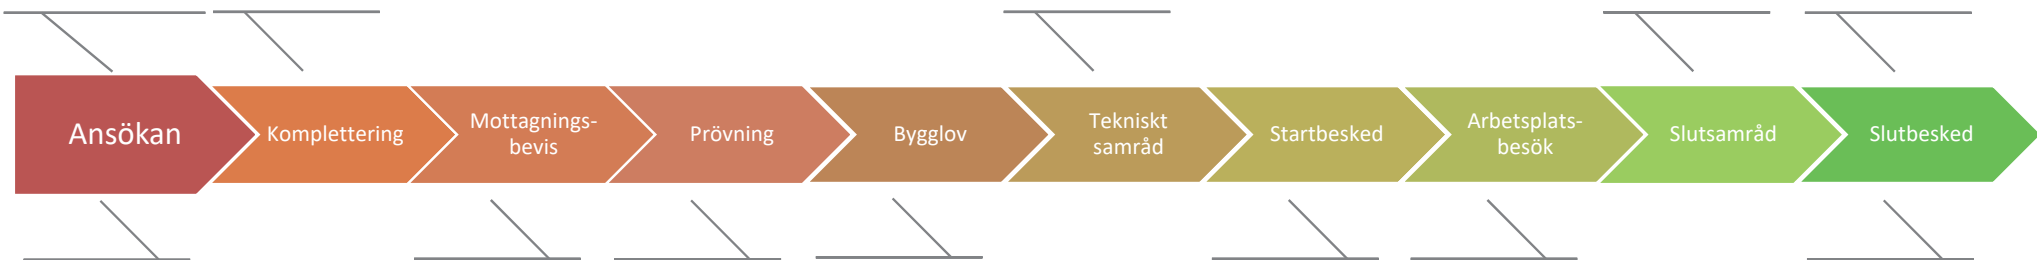 Ansökan
Komplettering
Mottagnings-
bevis
Prövning
Bygglov
Tekniskt
samråd
Startbesked
Arbetsplats-
besök
Slutsamråd
Slutbesked